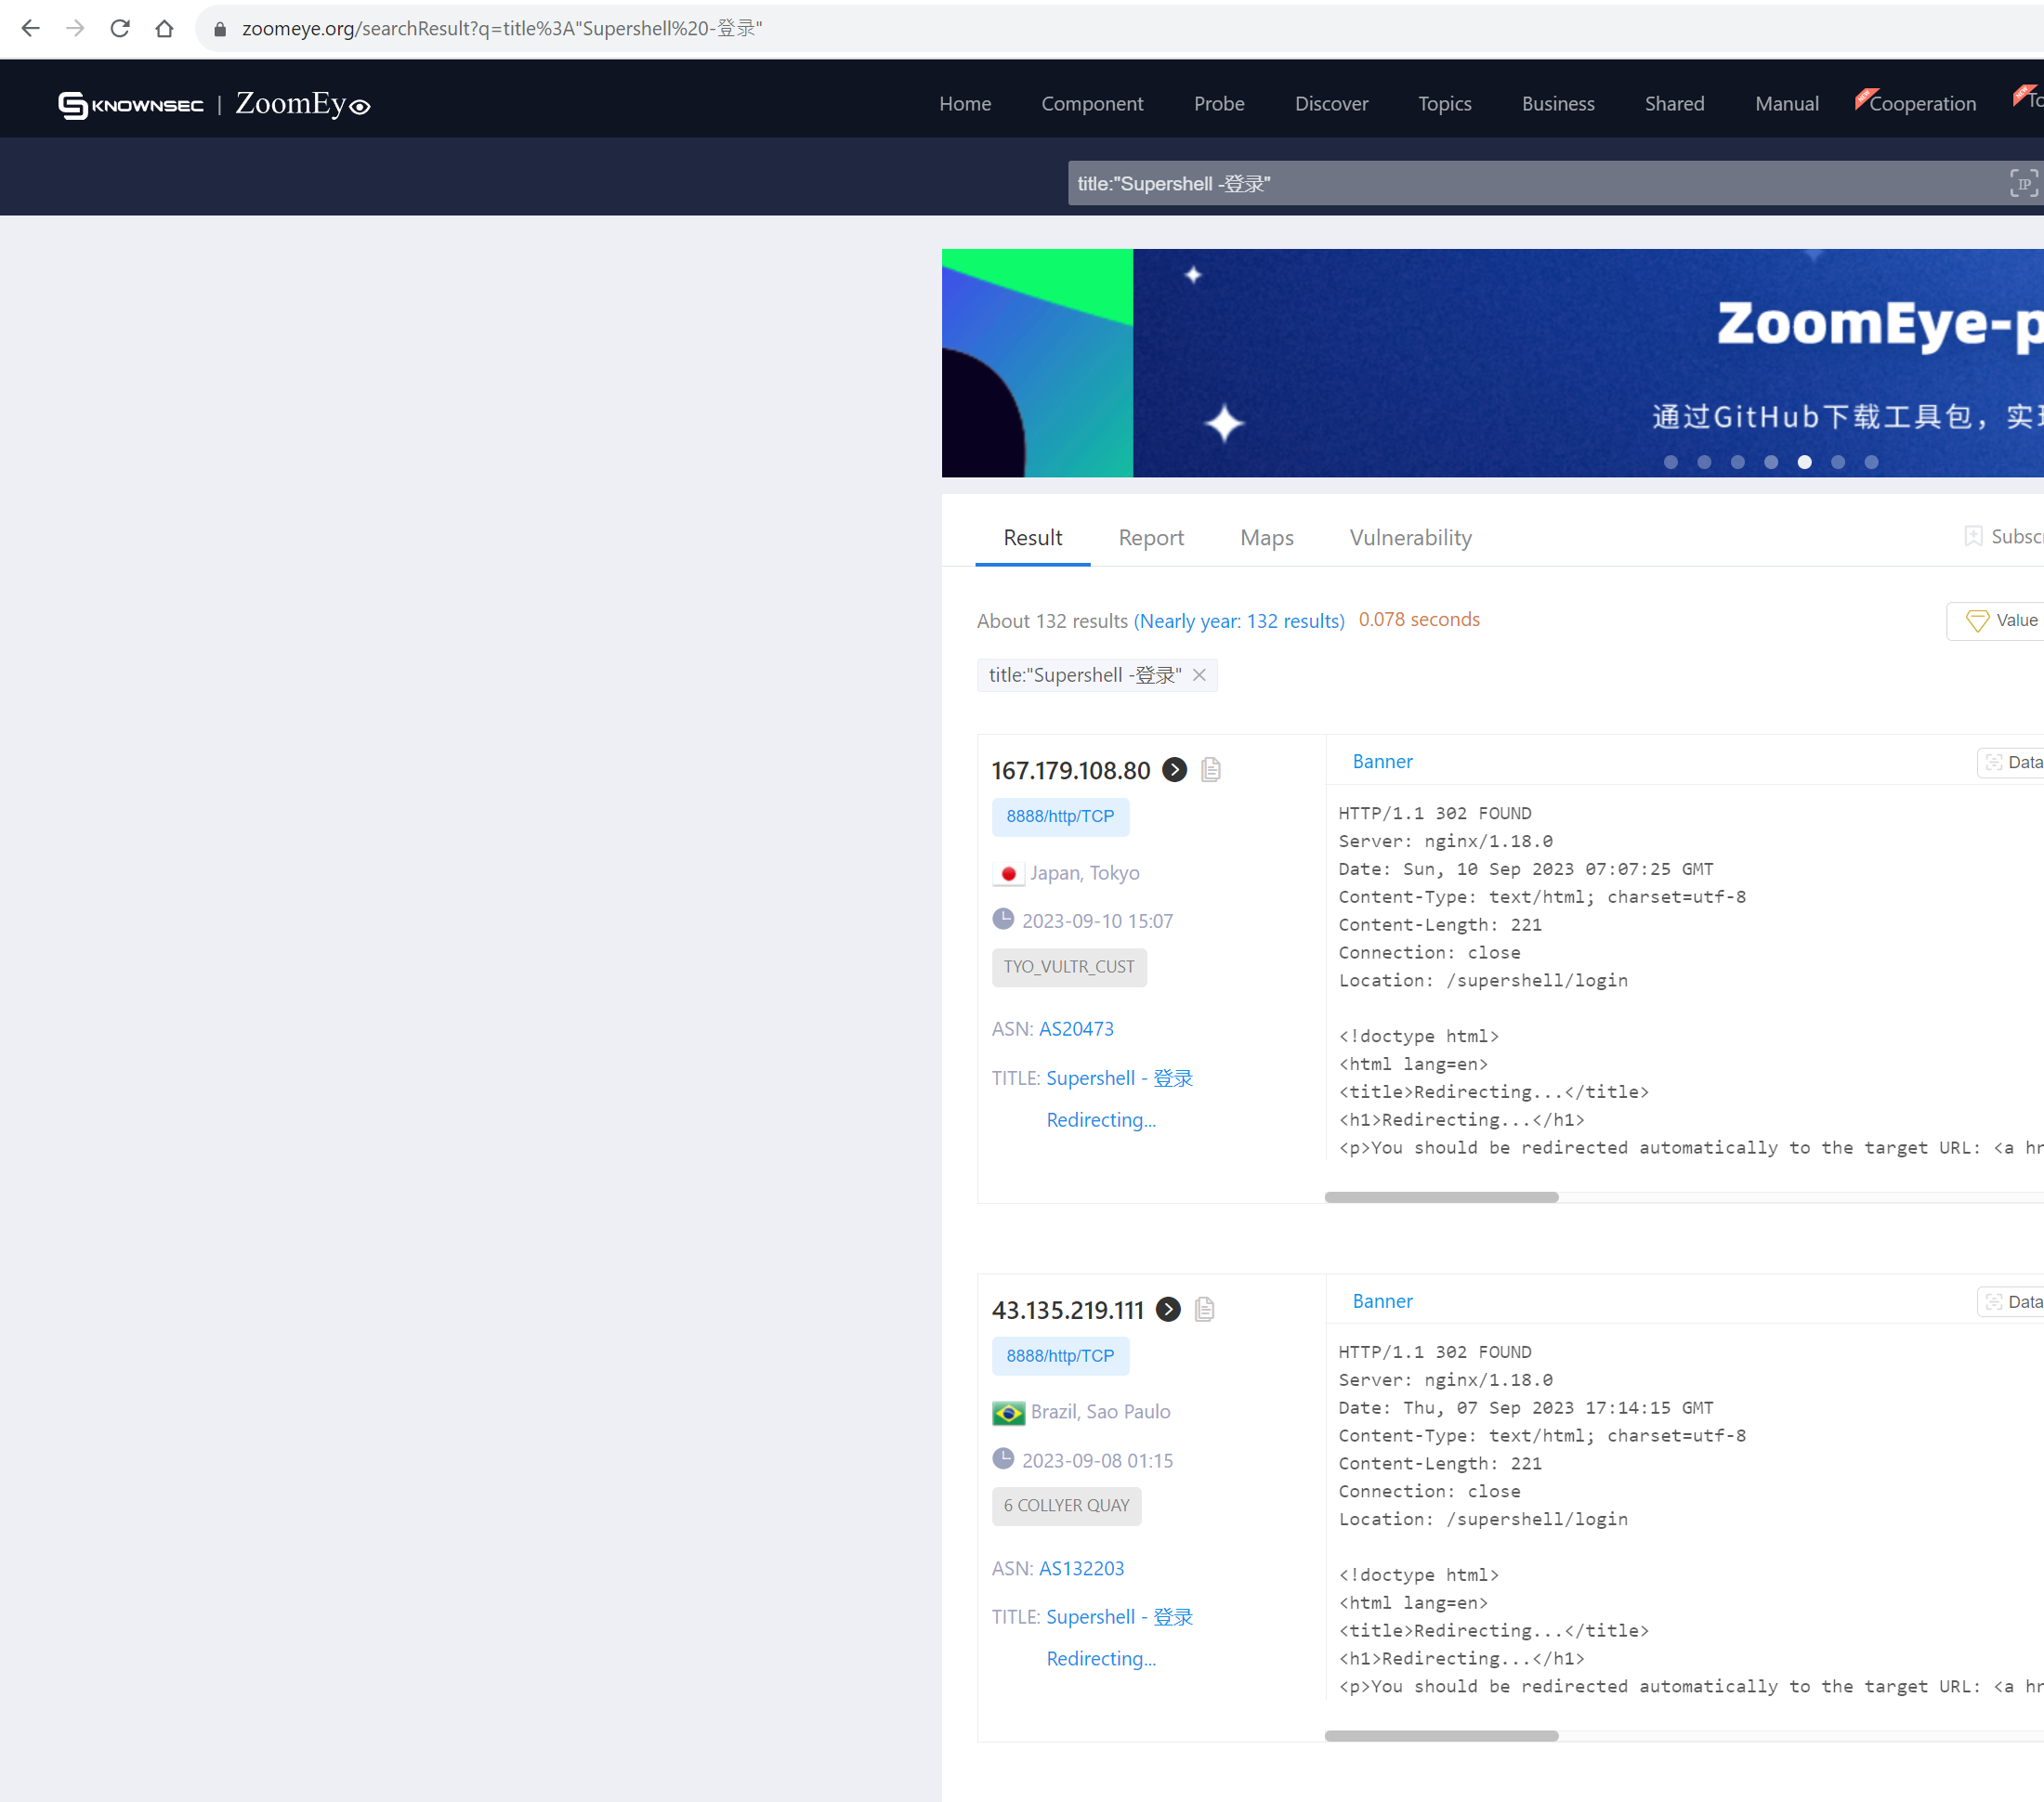 zoomeye.org/searchResult?q=title%3A"Supershell%20-登录"
KNOWNSEC | ZoomEye
Home Component Probe Discover Topics Business Shared Manual Cooperation
title:"Supershell -登录"
IP
ZoomEye-p
通过GitHub下载工具包，实
Result Report Maps Vulnerability Subscr
About 132 results (Nearly year: 132 results) 0.078 seconds
Value
title:"Supershell -登录" ×
167.179.108.80
8888/http/TCP
Japan, Tokyo
2023-09-10 15:07
TYO_VULTR_CUST
ASN: AS20473
TITLE: Supershell - 登录
Redirecting...
Banner
Data
HTTP/1.1 302 FOUND
Server: nginx/1.18.0
Date: Sun, 10 Sep 2023 07:07:25 GMT
Content-Type: text/html; charset=utf-8
Content-Length: 221
Connection: close
Location: /supershell/login
<!doctype html>
<html lang=en>
<title>Redirecting...</title>
<h1>Redirecting...</h1>
<p>You should be redirected automatically to the target URL: <a hr
43.135.219.111
8888/http/TCP
Brazil, Sao Paulo
2023-09-08 01:15
6 COLLYER QUAY
ASN: AS132203
TITLE: Supershell - 登录
Redirecting...
Banner
Data
HTTP/1.1 302 FOUND
Server: nginx/1.18.0
Date: Thu, 07 Sep 2023 17:14:15 GMT
Content-Type: text/html; charset=utf-8
Content-Length: 221
Connection: close
Location: /supershell/login
<!doctype html>
<html lang=en>
<title>Redirecting...</title>
<h1>Redirecting...</h1>
<p>You should be redirected automatically to the target URL: <a hr